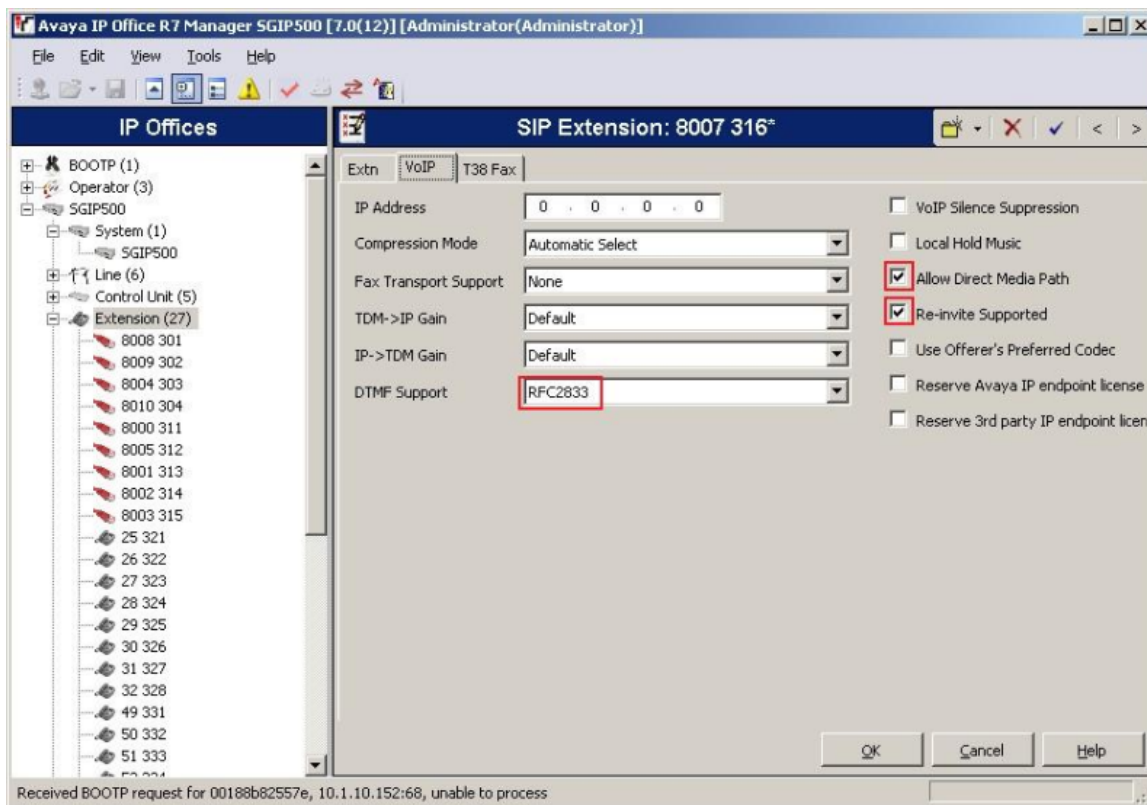 Avaya IP Office R7 Manager SGIP500 [7.0(12)] [Administrator(Administrator)]
File Edit View Tools Help
IP Offices
BOOTP (1)
Operator (3)
SGIP500
System (1)
SGIP500
Line (6)
Control Unit (5)
Extension (27)
8008 301
8009 302
8004 303
8010 304
8000 311
8005 312
8001 313
8002 314
8003 315
25 321
26 322
27 323
28 324
29 325
30 326
31 327
32 328
49 331
50 332
51 333
SIP Extension: 8007 316*
Extn VoIP T38 Fax
IP Address 0 . 0 . 0 . 0
Compression Mode Automatic Select
Fax Transport Support None
TDM->IP Gain Default
IP->TDM Gain Default
DTMF Support RFC2833
VoIP Silence Suppression
Local Hold Music
Allow Direct Media Path
Re-invite Supported
Use Offerer's Preferred Codec
Reserve Avaya IP endpoint license
Reserve 3rd party IP endpoint licen
OK Cancel Help
Received BOOTP request for 00188b82557e, 10.1.10.152:68, unable to process